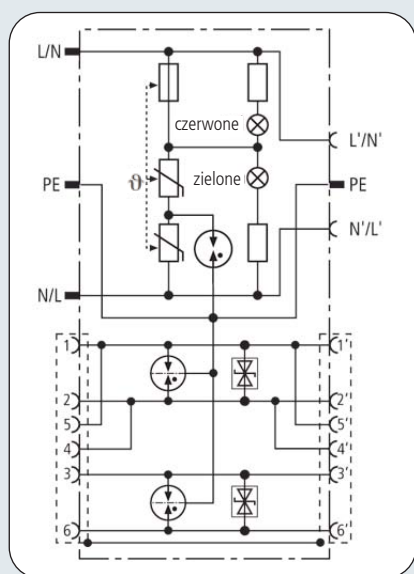 L/N
czerwone
L'/N'
PE
ϑ
zielone
PE
N'/L'
N/L
1
1'
2
2'
5
5'
4
4'
3
3'
6
6'